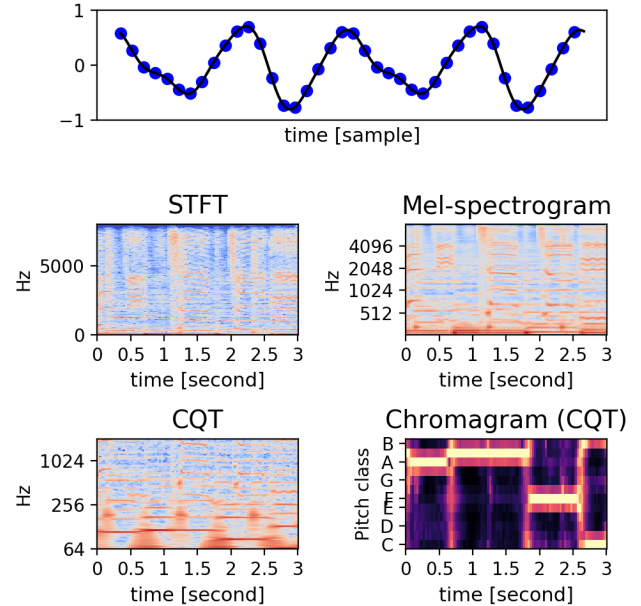 1
0
−1
time [sample]
STFT
Hz
5000
0
0 0.5 1 1.5 2 2.5 3
time [second]
Mel-spectrogram
Hz
4096
2048
1024
512
0 0.5 1 1.5 2 2.5 3
time [second]
CQT
Hz
1024
256
64
0 0.5 1 1.5 2 2.5 3
time [second]
Chromagram (CQT)
Pitch class
B
A
G
F
E
D
C
0 0.5 1 1.5 2 2.5 3
time [second]